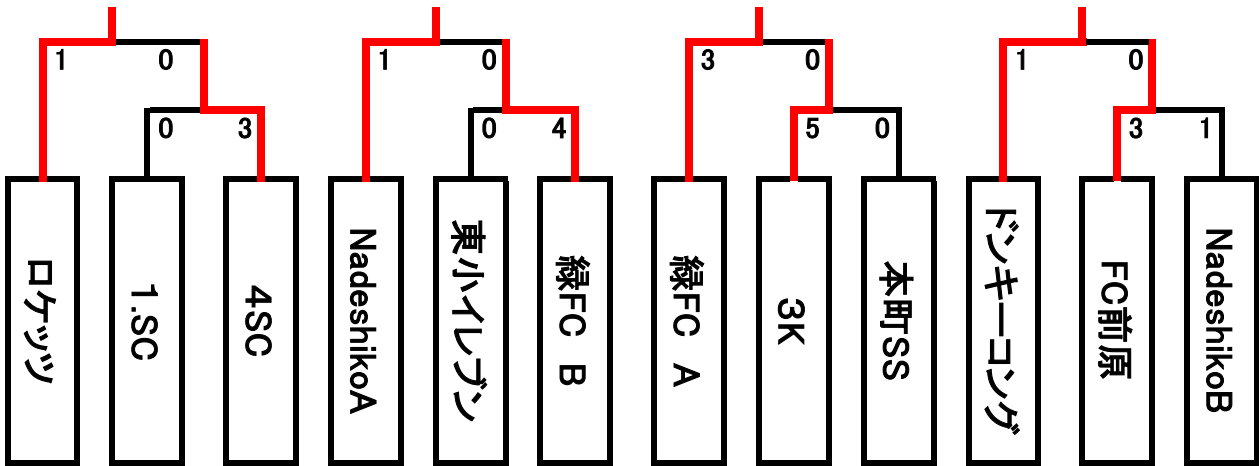 1 0 1 0 3 0 1 0
0 3 0 4 5 0 3 1
ロケッツ
1.SC
4SC
NadeshikoA
東小イレブン
緑FC B
緑FC A
3K
本町SS
ドンキーコング
FC前原
NadeshikoB